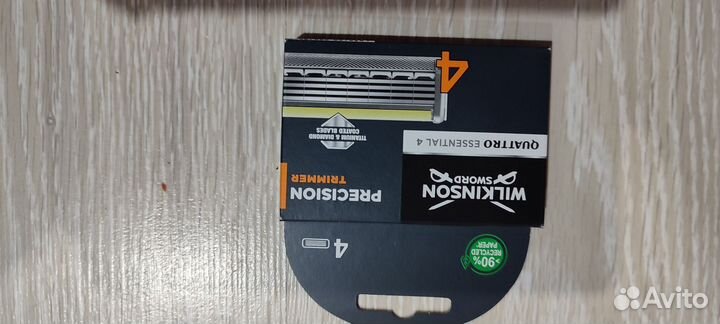 >90%
RECYCLED
PAPER*
4
WILKINSON
SWORD
PRECISION
TRIMMER
QUATTRO ESSENTIAL 4
TITANIUM & DIAMOND
COATED BLADES
4
Avito